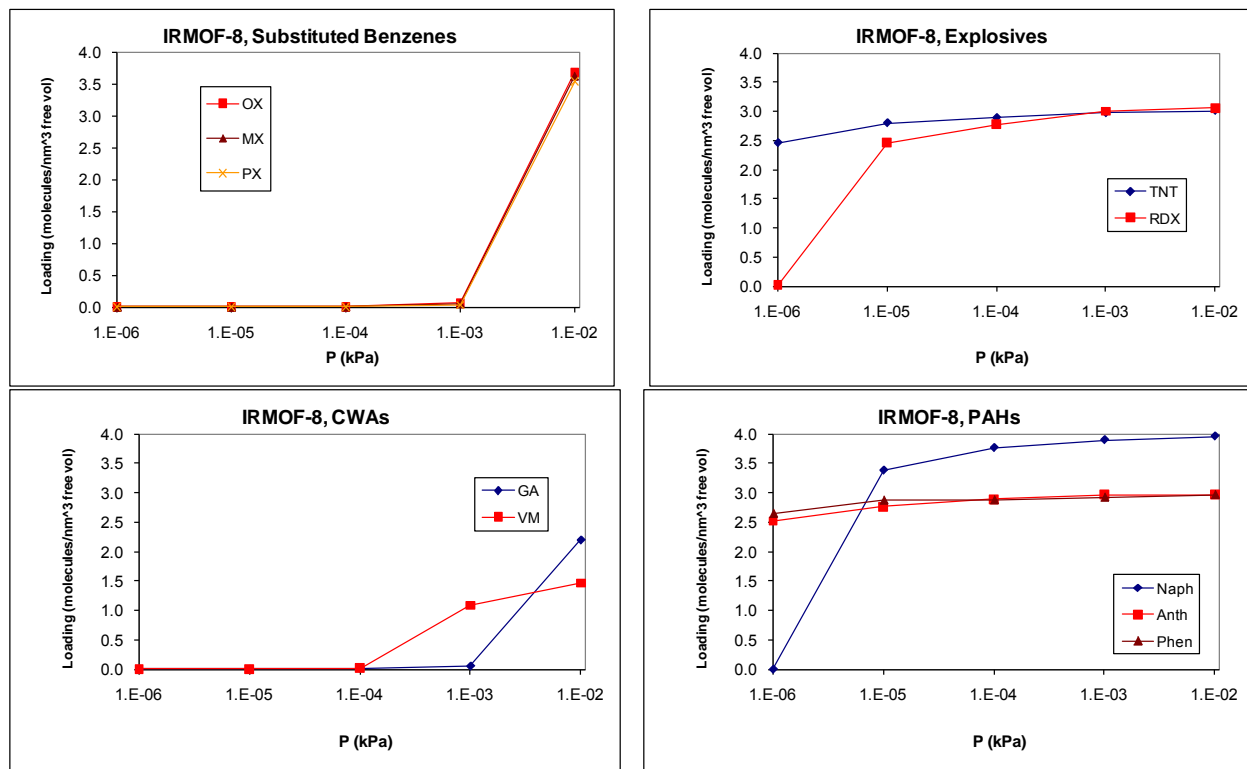 IRMOF-8, Substituted Benzenes
Loading (molecules/nm^3 free vol)
4.0
3.5
3.0
2.5
2.0
1.5
1.0
0.5
0.0
OX
MX
PX
1.E-06 1.E-05 1.E-04 1.E-03 1.E-02
P (kPa)
IRMOF-8, Explosives
Loading (molecules/nm^3 free vol)
4.0
3.5
3.0
2.5
2.0
1.5
1.0
0.5
0.0
TNT
RDX
1.E-06 1.E-05 1.E-04 1.E-03 1.E-02
P (kPa)
IRMOF-8, CWAs
Loading (molecules/nm^3 free vol)
4.0
3.5
3.0
2.5
2.0
1.5
1.0
0.5
0.0
GA
VM
1.E-06 1.E-05 1.E-04 1.E-03 1.E-02
P (kPa)
IRMOF-8, PAHs
Loading (molecules/nm^3 free vol)
4.0
3.5
3.0
2.5
2.0
1.5
1.0
0.5
0.0
Naph
Anth
Phen
1.E-06 1.E-05 1.E-04 1.E-03 1.E-02
P (kPa)